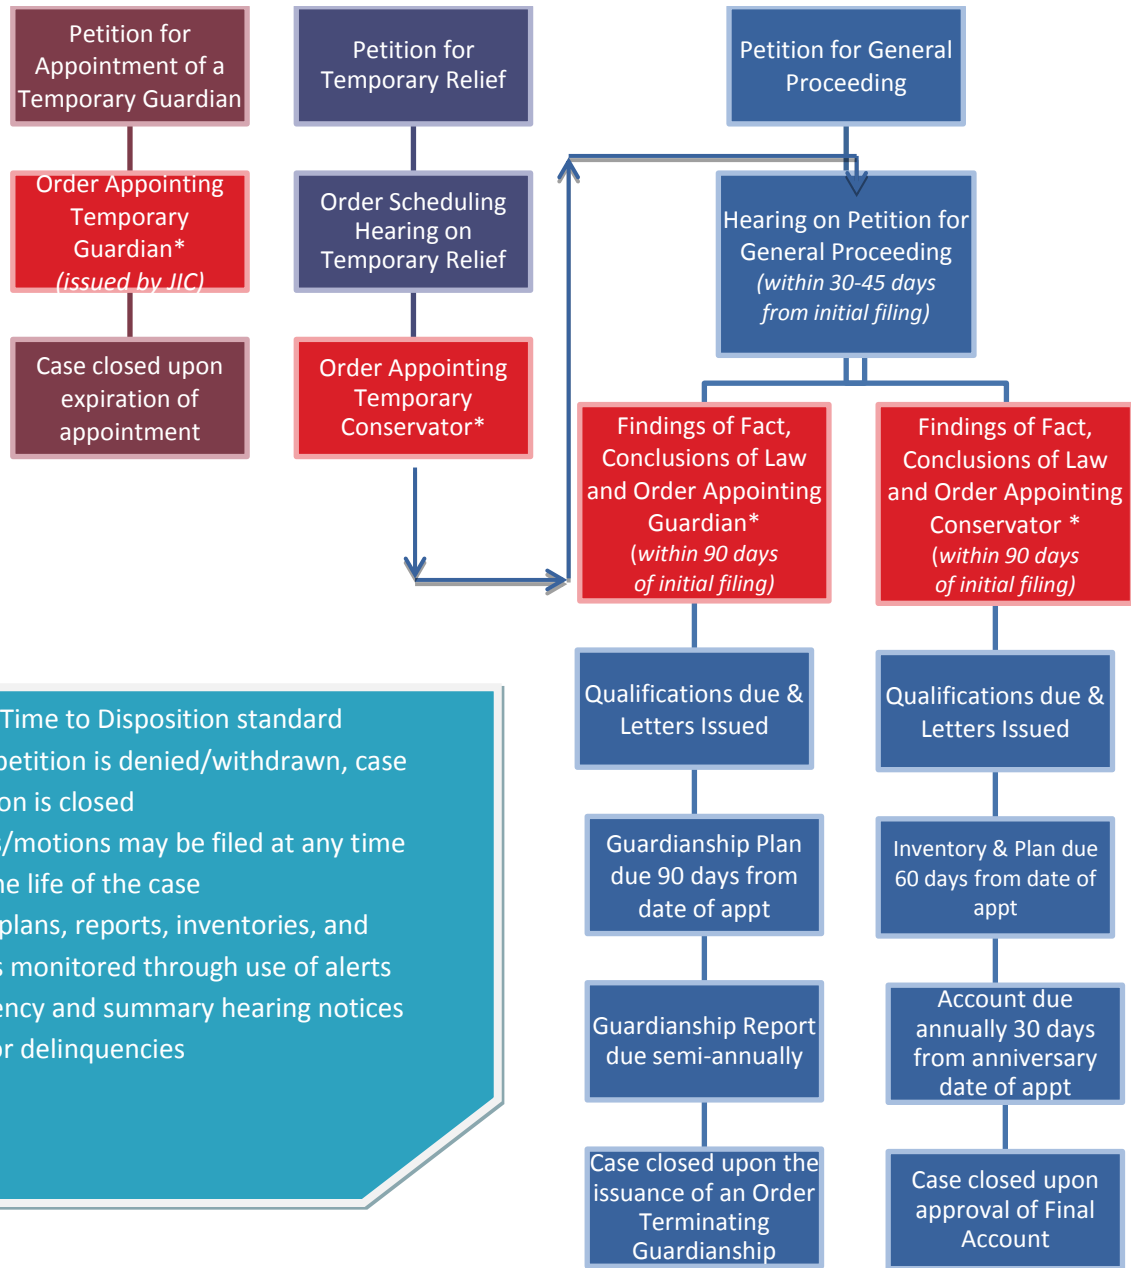 Petition for
Appointment of a
Temporary Guardian
Order Appointing
Temporary
Guardian*
(issued by JIC)
Case closed upon
expiration of
appointment
Petition for
Temporary Relief
Order Scheduling
Hearing on
Temporary Relief
Order Appointing
Temporary
Conservator*
Petition for General
Proceeding
Hearing on Petition for
General Proceeding
(within 30-45 days
from initial filing)
Findings of Fact,
Conclusions of Law
and Order Appointing
Guardian*
(within 90 days
of initial filing)
Qualifications due &
Letters Issued
Guardianship Plan
due 90 days from
date of appt
Guardianship Report
due semi-annually
Case closed upon the
issuance of an Order
Terminating
Guardianship
Findings of Fact,
Conclusions of Law
and Order Appointing
Conservator *
(within 90 days
of initial filing)
Qualifications due &
Letters Issued
Inventory & Plan due
60 days from date of
appt
Account due
annually 30 days
from anniversary
date of appt
Case closed upon
approval of Final
Account
Time to Disposition standard
petition is denied/withdrawn, case
on is closed
s/motions may be filed at any time
he life of the case
plans, reports, inventories, and
s monitored through use of alerts
ency and summary hearing notices
or delinquencies